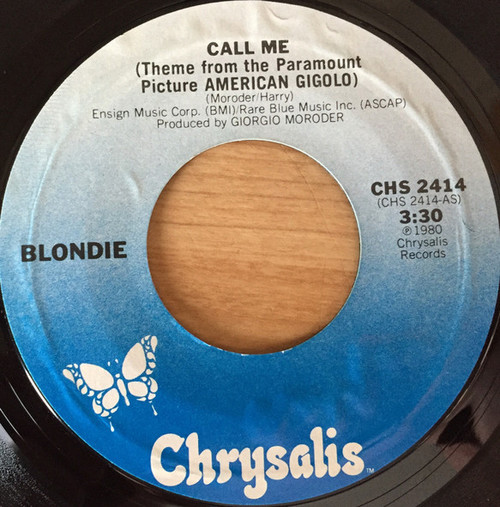 CALL ME
(Theme from the Paramount
Picture AMERICAN GIGOLO)
(Moroder/Harry)
Ensign Music Corp. (BMI)/Rare Blue Music Inc. (ASCAP)
Produced by GIORGIO MORODER
CHS 2414
(CHS 2414-AS)
3:30
℗ 1980
Chrysalis
Records
BLONDIE
Chrysalis™